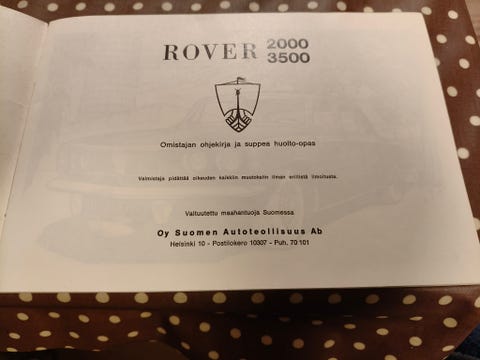 ROVER 2000
3500
Omistajan ohjekirja ja suppea huolto-opas
Valmistaja pidättää oikeuden kaikkiin muutoksiin ilman erillistä ilmoitusta.
Valtuutettu maahantuoja Suomessa
Oy Suomen Autoteollisuus Ab
Helsinki 10 - Postilokero 10307 - Puh. 70 101